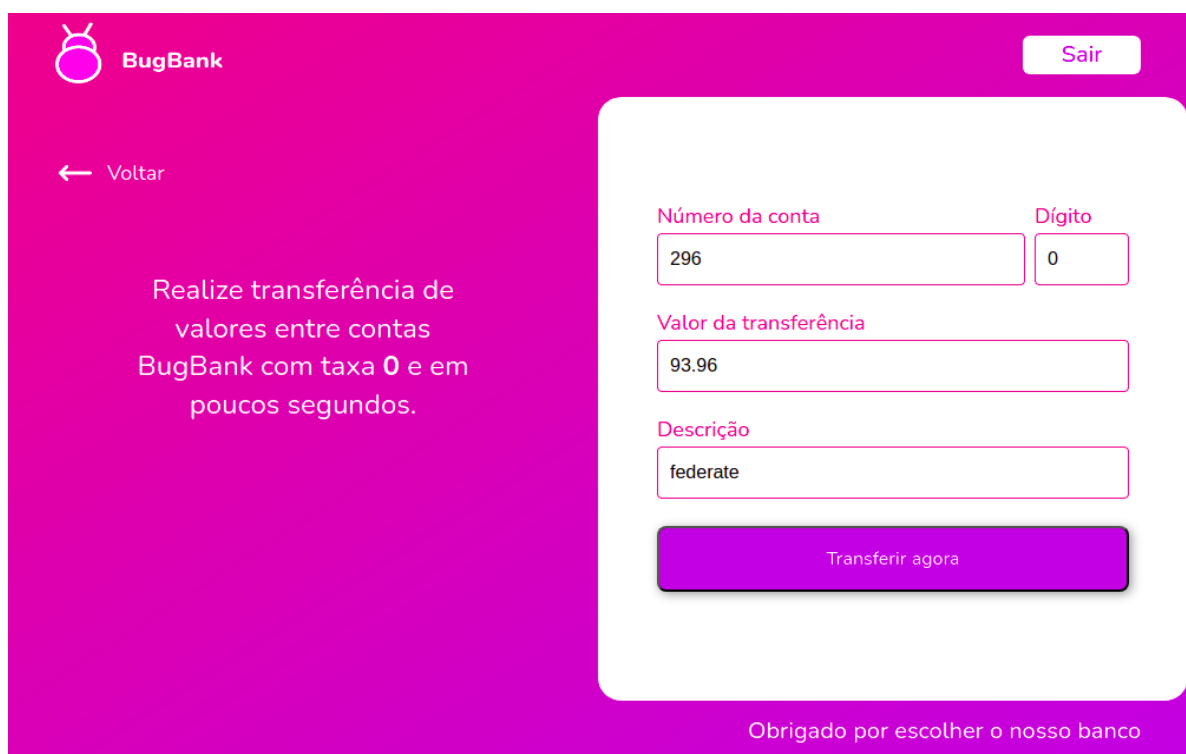 BugBank
Sair
Voltar
Realize transferência de
valores entre contas
BugBank com taxa 0 e em
poucos segundos.
Número da conta
Dígito
296
0
Valor da transferência
93.96
Descrição
federate
Transferir agora
Obrigado por escolher o nosso banco